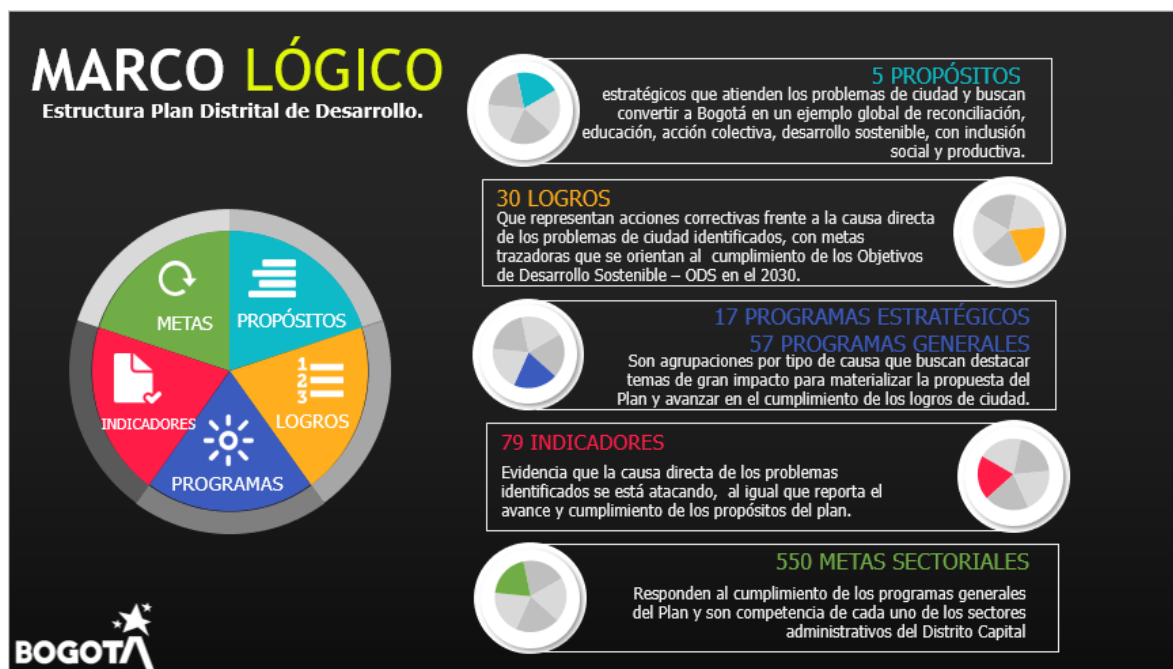 MARCO LÓGICO
Estructura Plan Distrital de Desarrollo.
METAS
PROPÓSITOS
INDICADORES
LOGROS
1
2
3
PROGRAMAS
BOGOTÁ
5 PROPÓSITOS
estratégicos que atienden los problemas de ciudad y buscan
convertir a Bogotá en un ejemplo global de reconciliación,
educación, acción colectiva, desarrollo sostenible, con inclusión
social y productiva.
30 LOGROS
Que representan acciones correctivas frente a la causa directa
de los problemas de ciudad identificados, con metas
trazadoras que se orientan al cumplimiento de los Objetivos
de Desarrollo Sostenible – ODS en el 2030.
17 PROGRAMAS ESTRATÉGICOS
57 PROGRAMAS GENERALES
Son agrupaciones por tipo de causa que buscan destacar
temas de gran impacto para materializar la propuesta del
Plan y avanzar en el cumplimiento de los logros de ciudad.
79 INDICADORES
Evidencia que la causa directa de los problemas
identificados se está atacando, al igual que reporta el
avance y cumplimiento de los propósitos del plan.
550 METAS SECTORIALES
Responden al cumplimiento de los programas generales
del Plan y son competencia de cada uno de los sectores
administrativos del Distrito Capital